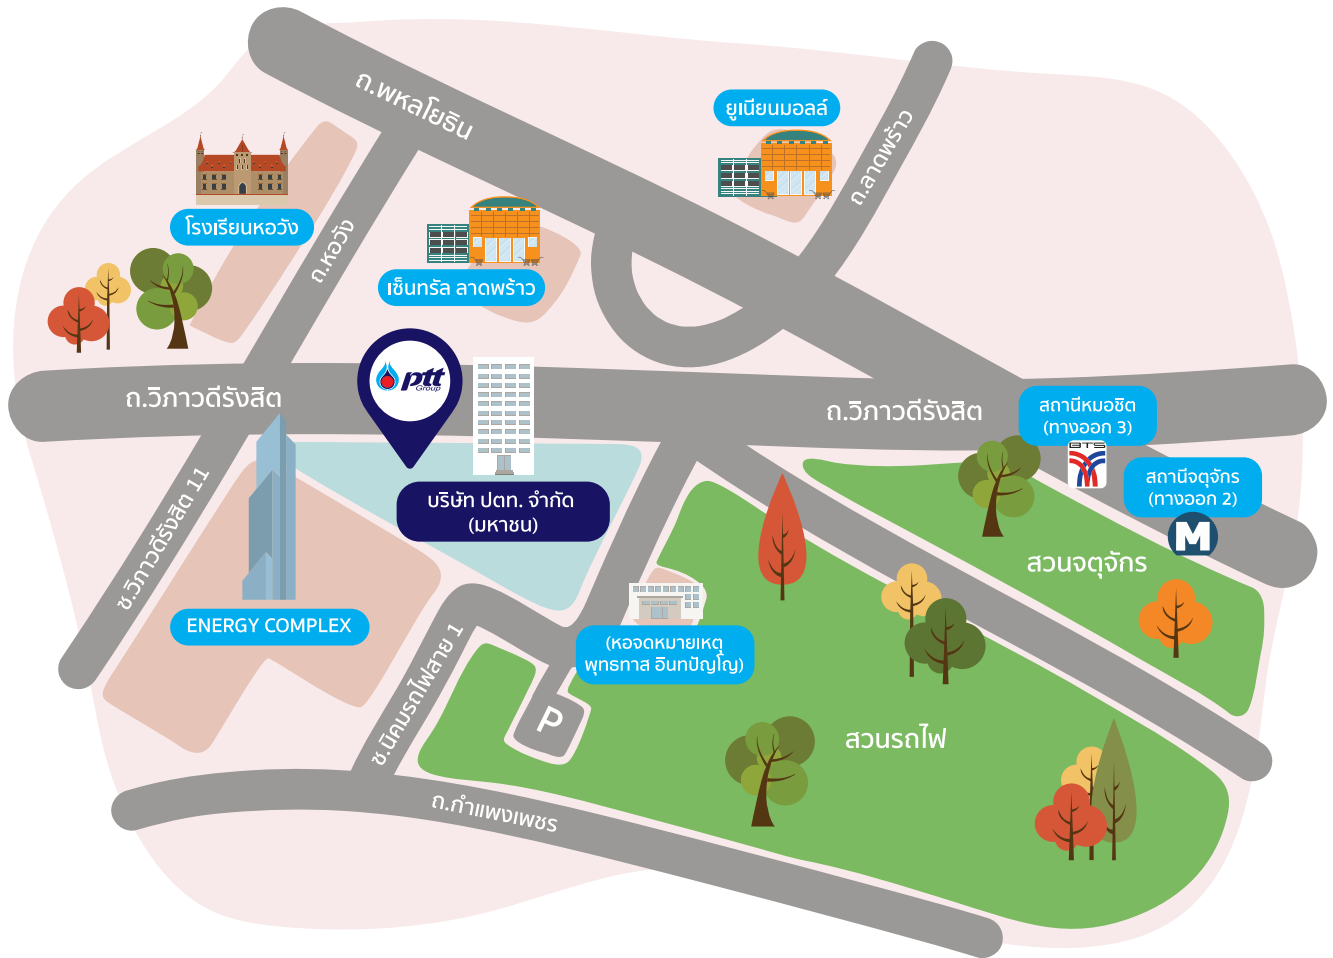 ถ.พหลโยธิน
ยูเนียนมอลล์
ถ.ลาดพร้าว
โรงเรียนหอวัง
ถ.หอวัง
เซ็นทรัล ลาดพร้าว
ptt
Group
ถ.วิภาวดีรังสิต
ถ.วิภาวดีรังสิต
สถานีหมอชิต
(ทางออก 3)
BTS
สถานีจตุจักร
(ทางออก 2)
M
ซ.วิภาวดีรังสิต 11
บริษัท ปตท. จำกัด
(มหาชน)
สวนจตุจักร
ENERGY COMPLEX
(หอจดหมายเหตุ
พุทธทาส อินทปัญโญ)
ซ.นิคมรถไฟสาย 1
P
สวนรถไฟ
ถ.กำแพงเพชร